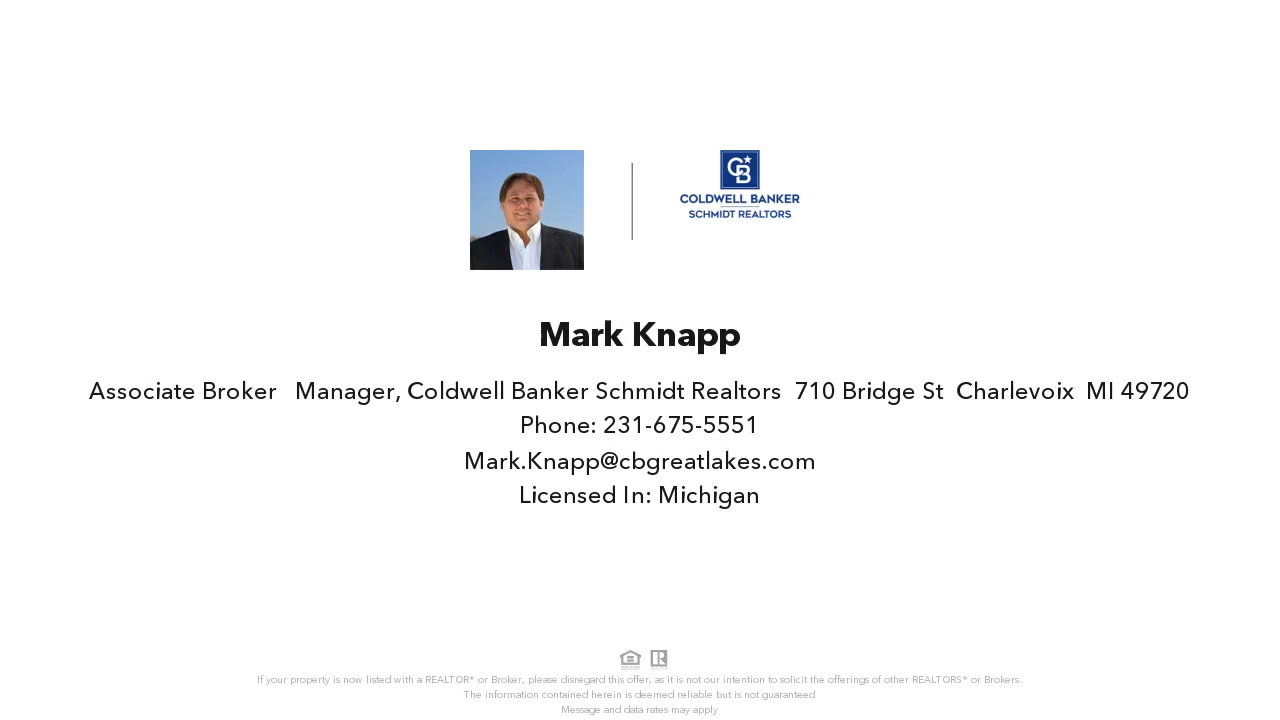 CB
COLDWELL BANKER
SCHMIDT REALTORS
Mark Knapp
Associate Broker Manager, Coldwell Banker Schmidt Realtors 710 Bridge St Charlevoix MI 49720
Phone: 231-675-5551
Mark.Knapp@cbgreatlakes.com
Licensed In: Michigan
If your property is now listed with a REALTOR® or Broker, please disregard this offer, as it is not our intention to solicit the offerings of other REALTORS® or Brokers.
The information contained herein is deemed reliable but is not guaranteed
Message and data rates may apply